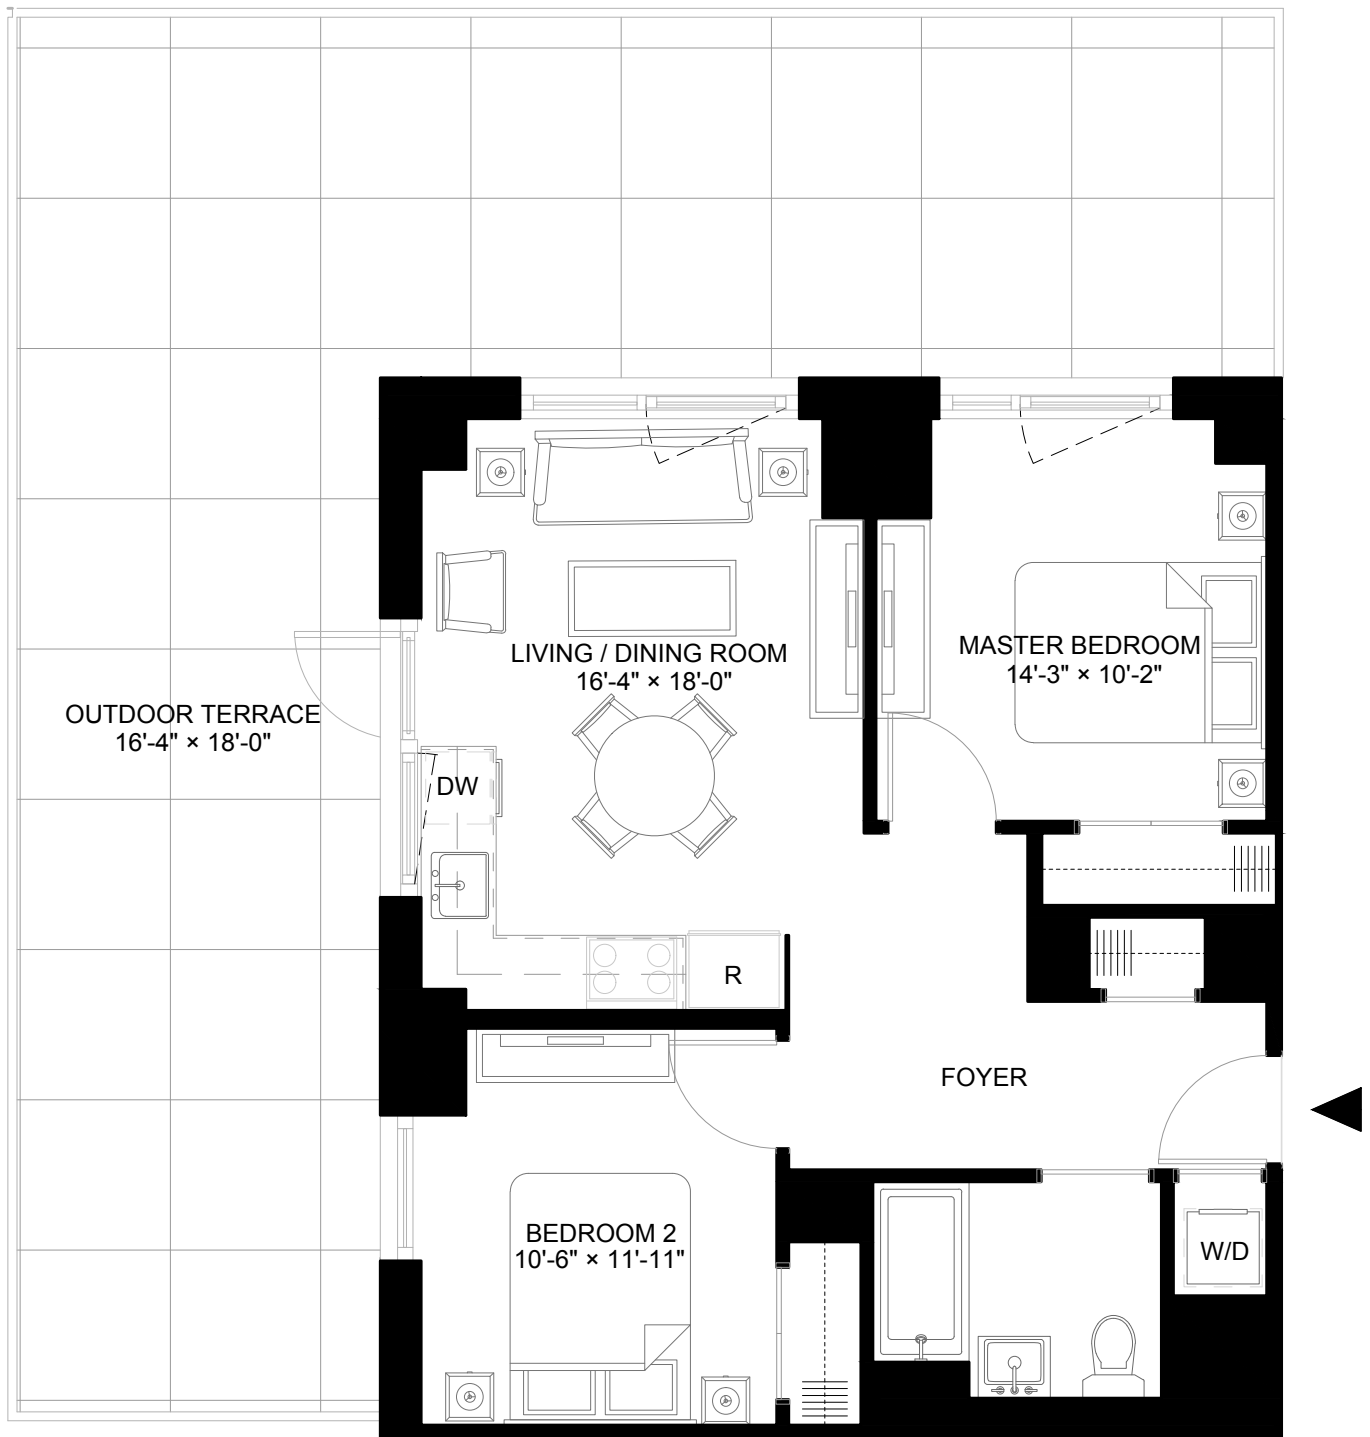 LIVING / DINING ROOM
16'-4" × 18'-0"
MASTER BEDROOM
14'-3" × 10'-2"
OUTDOOR TERRACE
16'-4" × 18'-0"
DW
R
FOYER
BEDROOM 2
10'-6" × 11'-11"
W/D